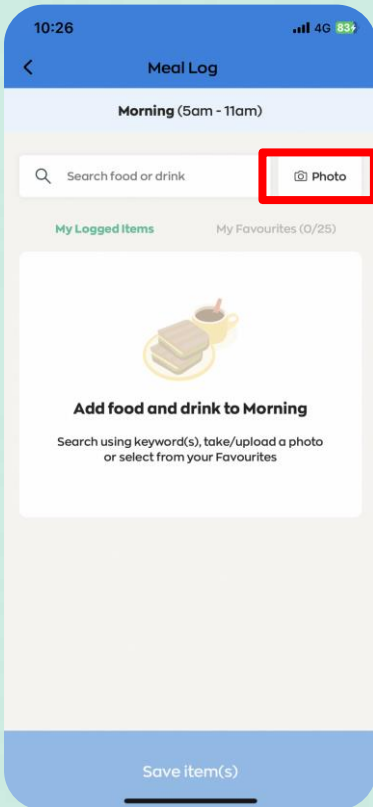 10:26 4G 83
Meal Log
Morning (5am - 11am)
Search food or drink Photo
My Logged Items My Favourites (0/25)
Add food and drink to Morning
Search using keyword(s), take/upload a photo
or select from your Favourites
Save item(s)